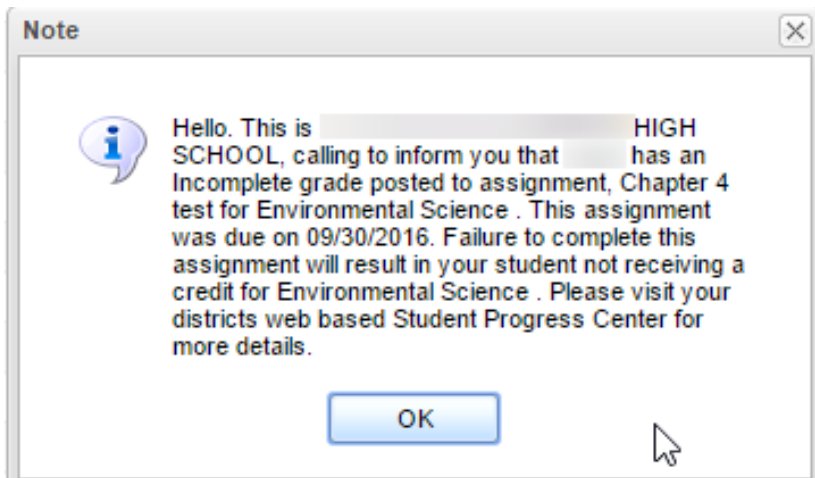 Note
Hello. This is HIGH
SCHOOL, calling to inform you that has an
Incomplete grade posted to assignment, Chapter 4
test for Environmental Science . This assignment
was due on 09/30/2016. Failure to complete this
assignment will result in your student not receiving a
credit for Environmental Science . Please visit your
districts web based Student Progress Center for
more details.
OK